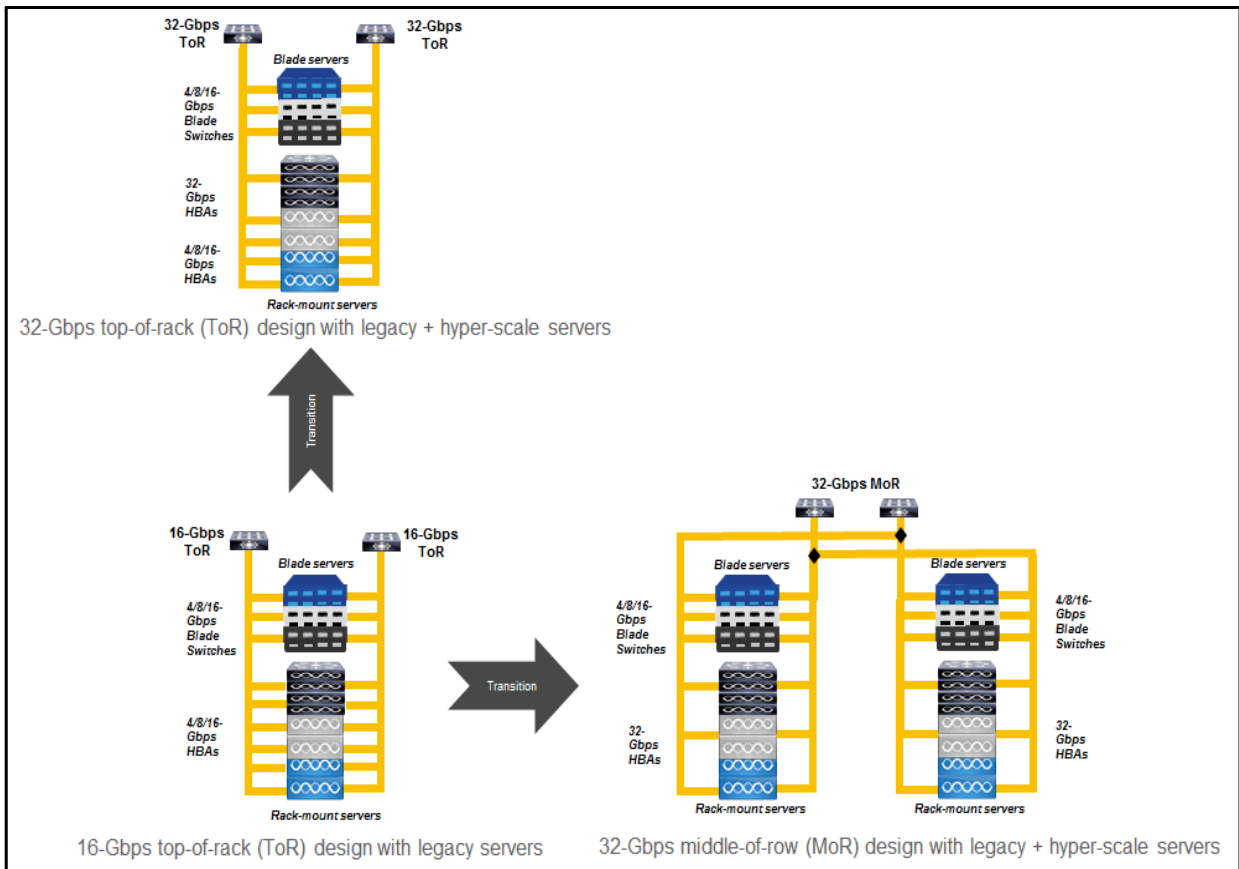 32-Gbps
ToR
32-Gbps
ToR
Blade servers
4/8/16-
Gbps
Blade
Switches
32-
Gbps
HBAs
4/8/16-
Gbps
HBAs
Rack-mount servers
32-Gbps top-of-rack (ToR) design with legacy + hyper-scale servers
Transition
16-Gbps
ToR
16-Gbps
ToR
Blade servers
4/8/16-
Gbps
Blade
Switches
4/8/16-
Gbps
HBAs
Rack-mount servers
16-Gbps top-of-rack (ToR) design with legacy servers
Transition
32-Gbps MoR
Blade servers
Blade servers
4/8/16-
Gbps
Blade
Switches
4/8/16-
Gbps
Blade
Switches
32-
Gbps
HBAs
32-
Gbps
HBAs
Rack-mount servers
Rack-mount servers
32-Gbps middle-of-row (MoR) design with legacy + hyper-scale servers